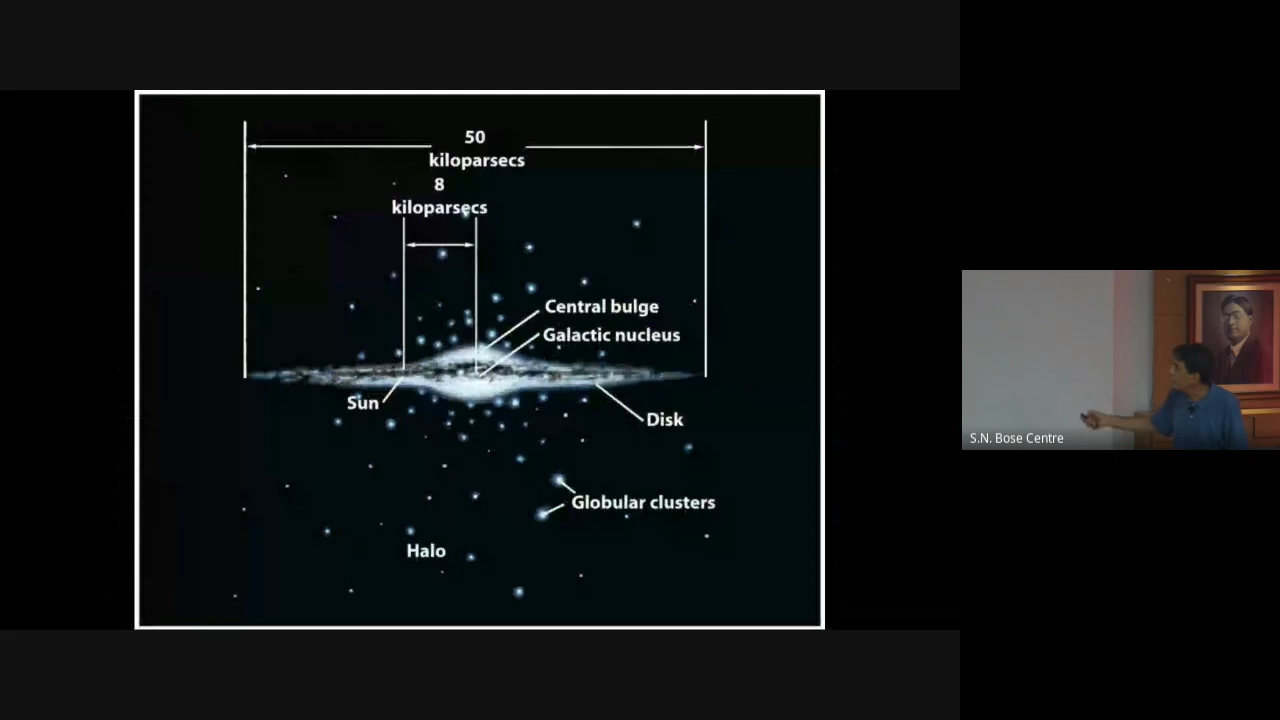 50
kiloparsecs
8
kiloparsecs
Central bulge
Galactic nucleus
Sun
Disk
Globular clusters
Halo
S.N. Bose Centre